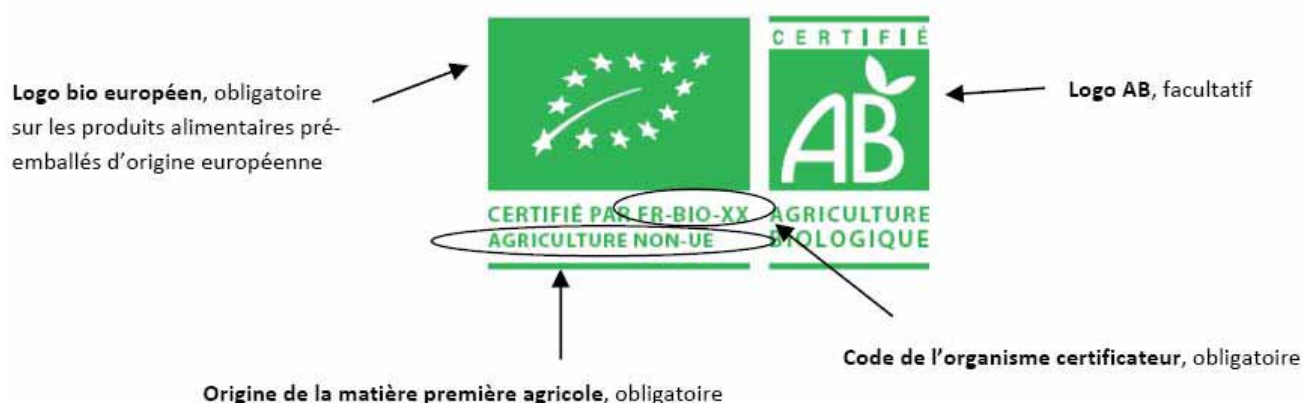 Logo bio européen, obligatoire
sur les produits alimentaires pré-
emballés d'origine européenne
CERTIFIÉ PAR FR-BIO-XX
AGRICULTURE NON-UE
CERTIFIÉ
AB
AGRICULTURE
BIOLOGIQUE
Logo AB, facultatif
Code de l'organisme certificateur, obligatoire
Origine de la matière première agricole, obligatoire